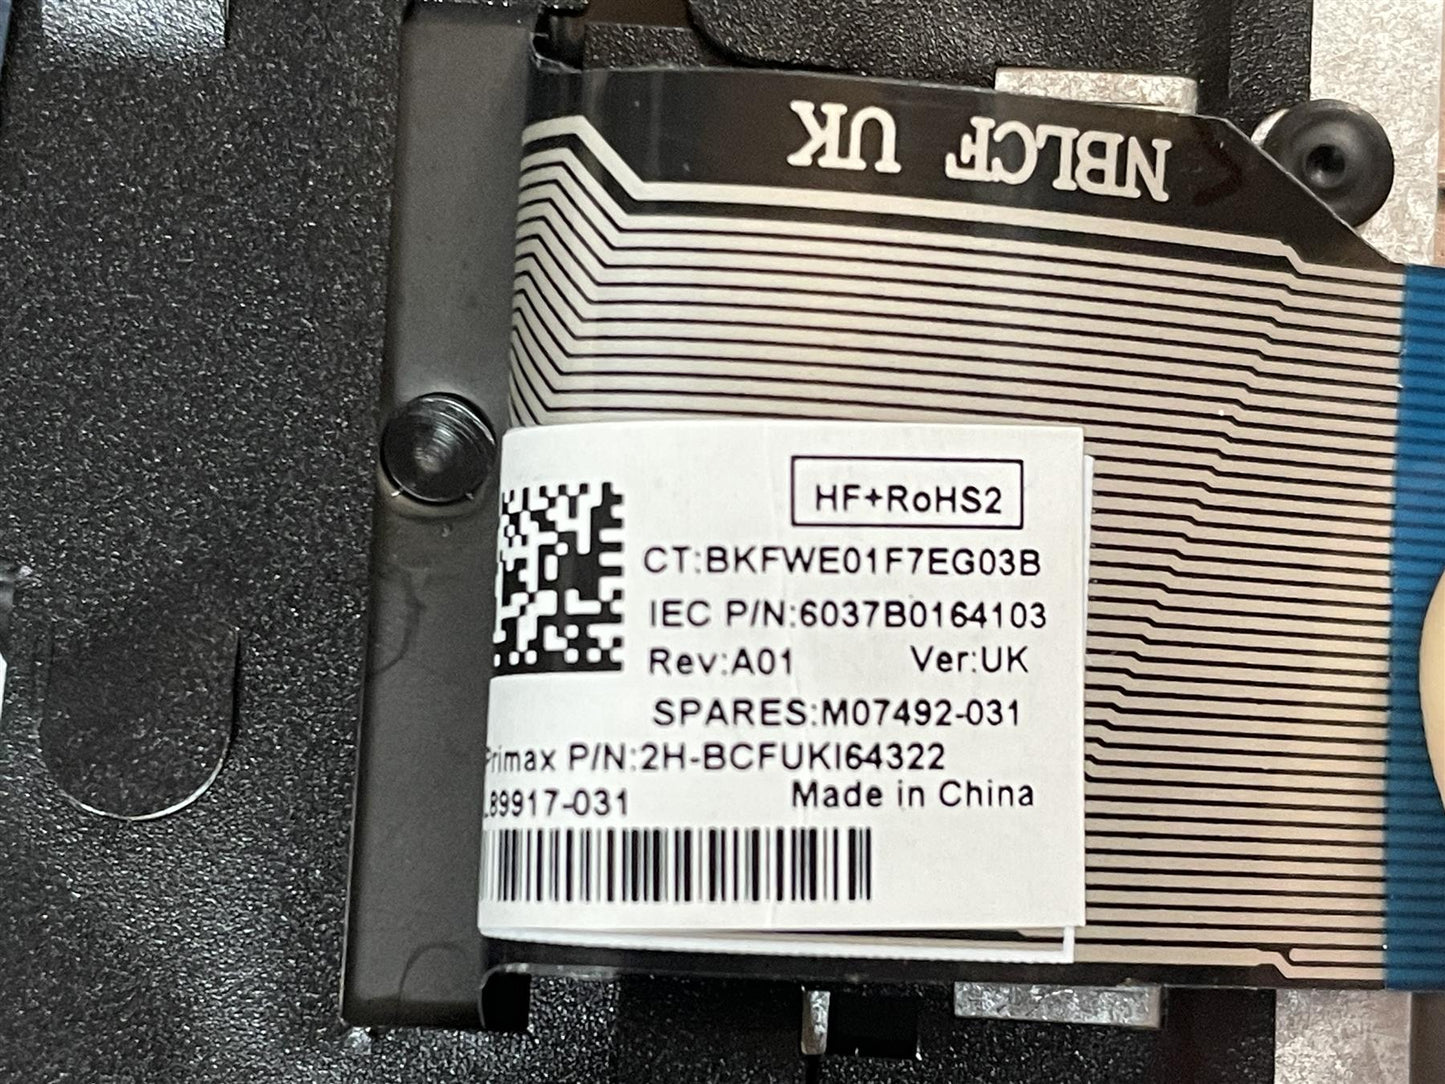 NBLCF UK
HF+RoHS2
CT:BKFWE01F7EG03B
IEC P/N:6037B0164103
Rev:A01 Ver:UK
SPARES:M07492-031
Primax P/N:2H-BCFUKI64322
L89917-031 Made in China